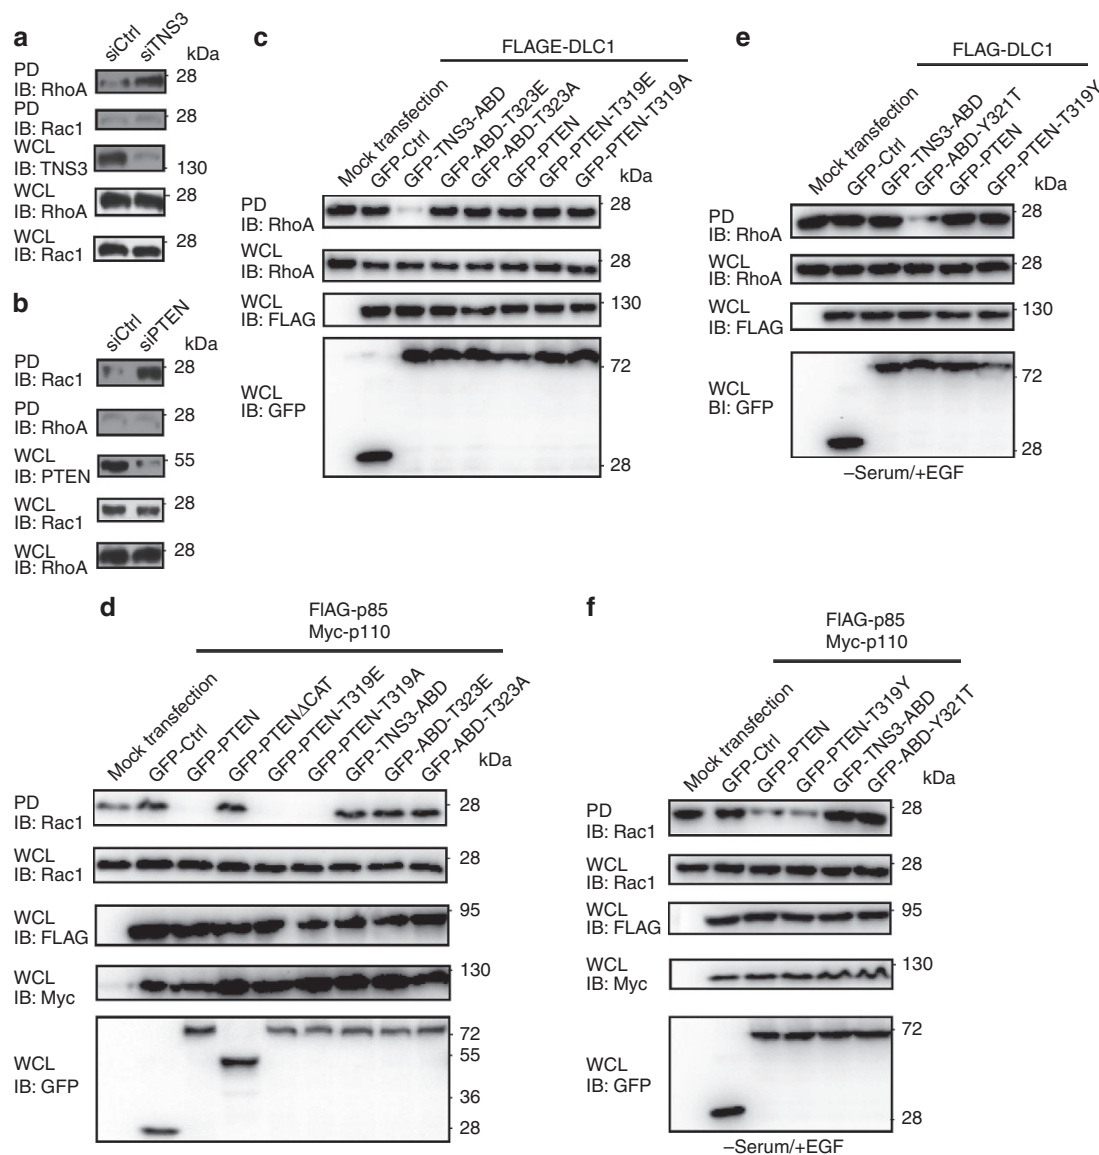 a
siCtrl
siTNS3
kDa
PD
IB: RhoA
28
PD
IB: Rac1
28
WCL
IB: TNS3
130
WCL
IB: RhoA
28
WCL
IB: Rac1
28
b
siCtrl
siPTEN
kDa
PD
IB: Rac1
28
PD
IB: RhoA
28
WCL
IB: PTEN
55
WCL
IB: Rac1
28
WCL
IB: RhoA
28
c
FLAGE-DLC1
Mock transfection
GFP-Ctrl
GFP-TNS3-ABD
GFP-ABD-T323E
GFP-ABD-T323A
GFP-PTEN
GFP-PTEN-T319E
GFP-PTEN-T319A
kDa
PD
IB: RhoA
28
WCL
IB: RhoA
28
WCL
IB: FLAG
130
WCL
IB: GFP
72
28
e
FLAG-DLC1
Mock transfection
GFP-Ctrl
GFP-TNS3-ABD
GFP-ABD-Y321T
GFP-PTEN
GFP-PTEN-T319Y
kDa
PD
IB: RhoA
28
WCL
IB: RhoA
28
WCL
IB: FLAG
130
WCL
BI: GFP
72
28
–Serum/+EGF
d
FlAG-p85
Myc-p110
Mock transfection
GFP-Ctrl
GFP-PTEN
GFP-PTENΔCAT
GFP-PTEN-T319E
GFP-PTEN-T319A
GFP-TNS3-ABD
GFP-ABD-T323E
GFP-ABD-T323A
kDa
PD
IB: Rac1
28
WCL
IB: Rac1
28
WCL
IB: FLAG
95
WCL
IB: Myc
130
WCL
IB: GFP
72
55
36
28
f
FlAG-p85
Myc-p110
Mock transfection
GFP-Ctrl
GFP-PTEN
GFP-PTEN-T319Y
GFP-TNS3-ABD
GFP-ABD-Y321T
kDa
PD
IB: Rac1
28
WCL
IB: Rac1
28
WCL
IB: FLAG
95
WCL
IB: Myc
130
WCL
IB: GFP
72
28
–Serum/+EGF